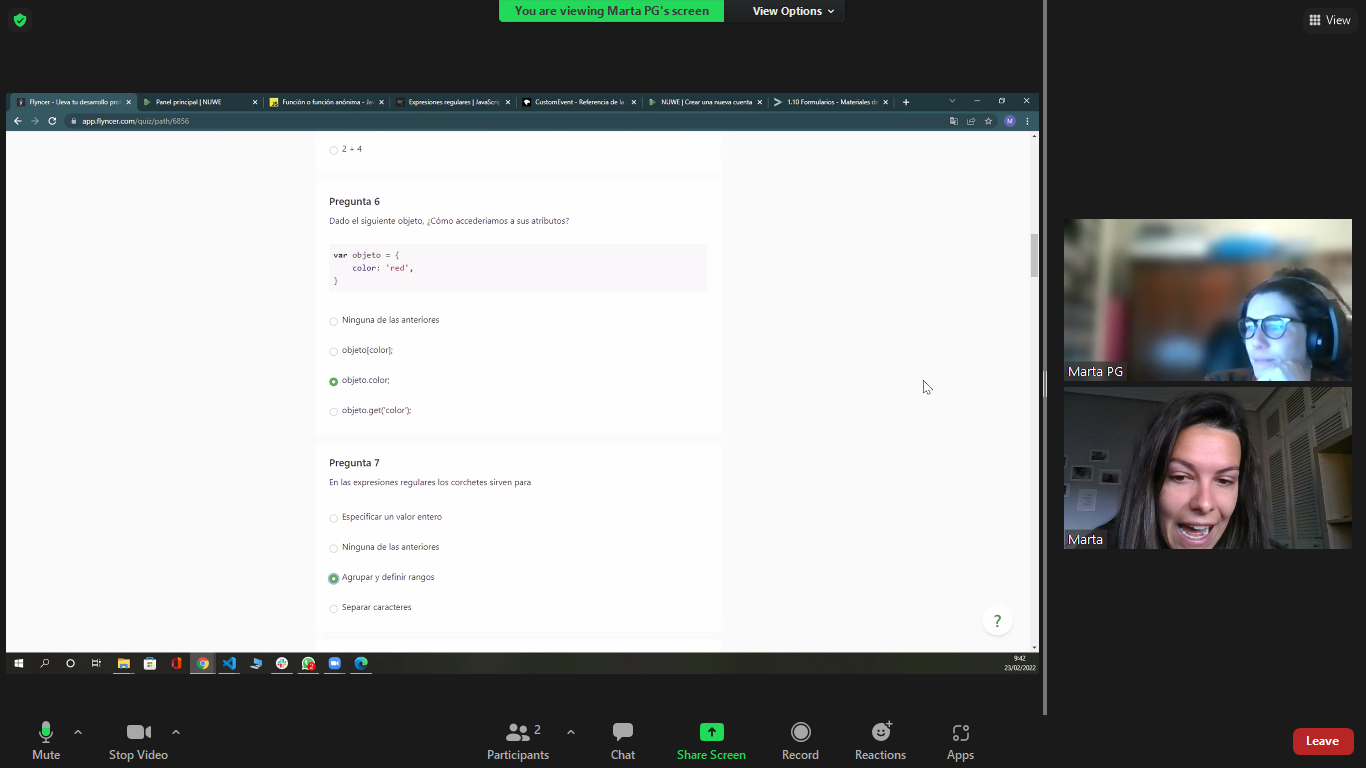 You are viewing Marta PG's screen
View Options
View
Flyncer - Lleva tu desarrollo pro
Panel principal | NUWE
Función o función anónima - Ja
Expresiones regulares | JavaScrip
CustomEvent - Referencia de la
NUWE | Crear una nueva cuenta
1.10 Formularios - Materiales de
app.flyncer.com/quiz/path/6856
M
2 + 4
Pregunta 6
Dado el siguiente objeto, ¿Cómo accederiamos a sus atributos?
var objeto = {
color: 'red',
}
Ninguna de las anteriores
objeto[color];
objeto.color;
objeto.get('color');
Pregunta 7
En las expresiones regulares los corchetes sirven para
Especificar un valor entero
Ninguna de las anteriores
Agrupar y definir rangos
Separar caracteres
?
2
9:42
23/02/2022
Marta PG
Marta
Mute
Stop Video
Participants
2
Chat
Share Screen
Record
Reactions
Apps
Leave